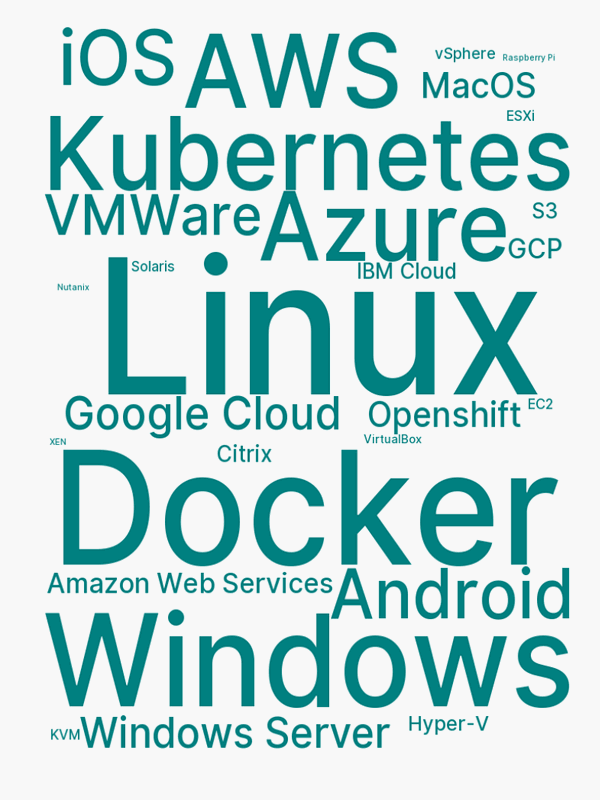 iOS
AWS
vSphere
Raspberry Pi
MacOS
ESXi
Kubernetes
VMWare
Azure
S3
GCP
Solaris
IBM Cloud
Nutanix
Linux
Google Cloud
Openshift
EC2
XEN
VirtualBox
Citrix
Docker
Amazon Web Services
Android
Windows
KVM
Windows Server
Hyper-V